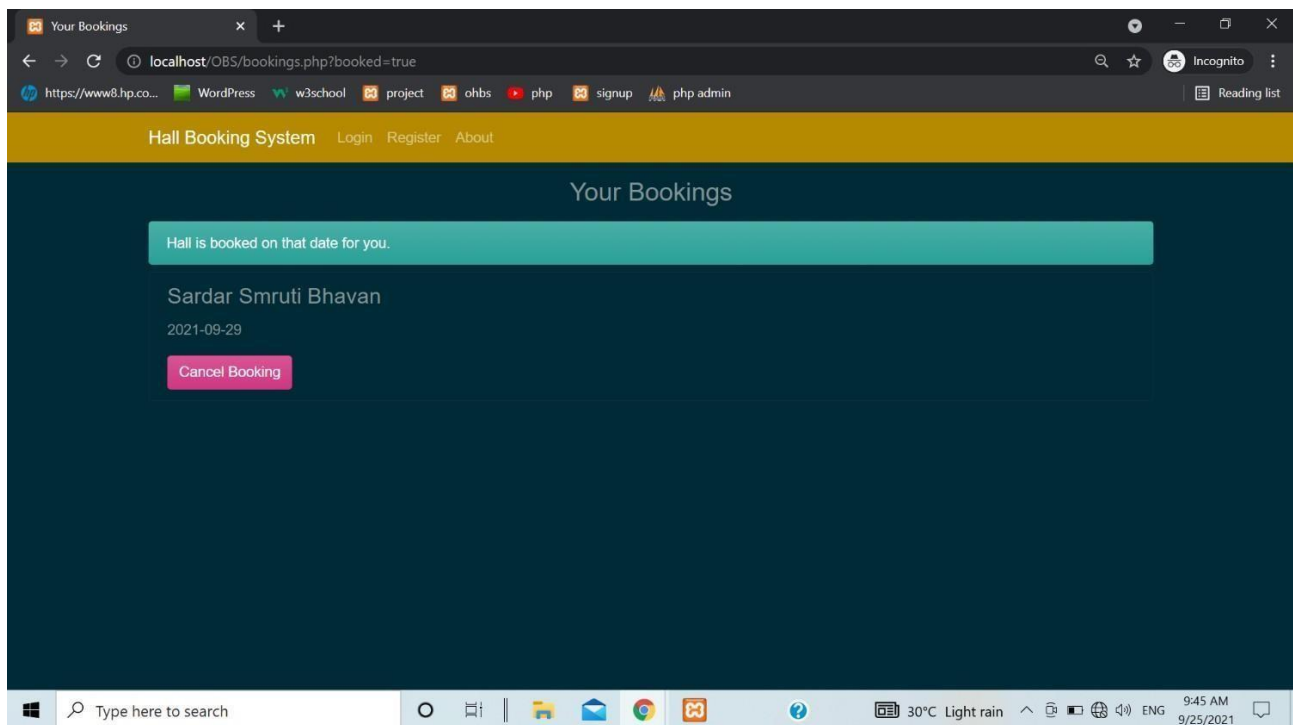 Your Bookings
localhost/OBS/bookings.php?booked=true
Incognito
https://www8.hp.co... WordPress w3school project ohbs php signup php admin Reading list
Hall Booking System Login Register About
Your Bookings
Hall is booked on that date for you.
Sardar Smruti Bhavan
2021-09-29
Cancel Booking
Type here to search 30°C Light rain ENG 9:45 AM
9/25/2021